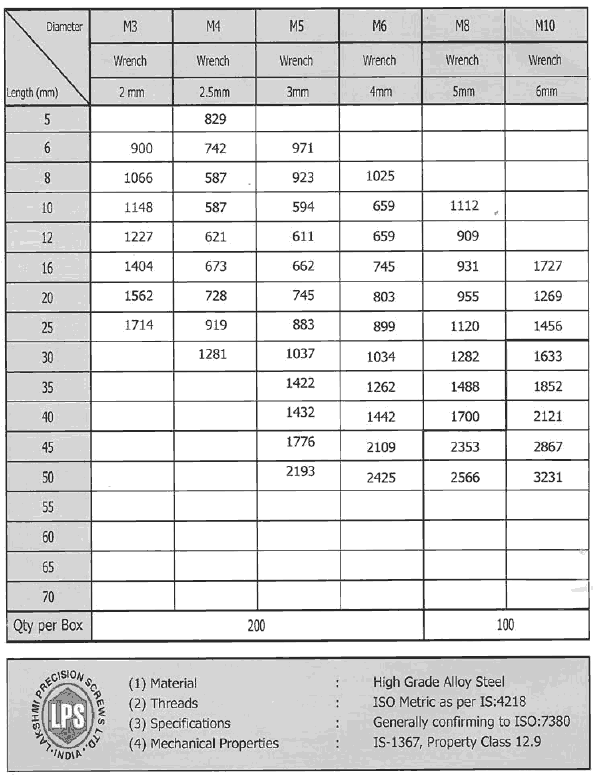 Diameter M3 M4 M5 M6 M8 M10
Wrench Wrench Wrench Wrench Wrench Wrench
Length (mm) 2 mm 2.5mm 3mm 4mm 5mm 6mm
5 829
6 900 742 971
8 1066 587 923 1025
10 1148 587 594 659 1112
12 1227 621 611 659 909
16 1404 673 662 745 931 1727
20 1562 728 745 803 955 1269
25 1714 919 883 899 1120 1456
30 1281 1037 1034 1282 1633
35 1422 1262 1488 1852
40 1432 1442 1700 2121
45 1776 2109 2353 2867
50 2193 2425 2566 3231
55
60
65
70
Qty per Box 200 100
LAKSHMI PRECISION SCREWS LTD.
LPS
INDIA
(1) Material : High Grade Alloy Steel
(2) Threads : ISO Metric as per IS:4218
(3) Specifications : Generally confirming to ISO:7380
(4) Mechanical Properties : IS-1367, Property Class 12.9